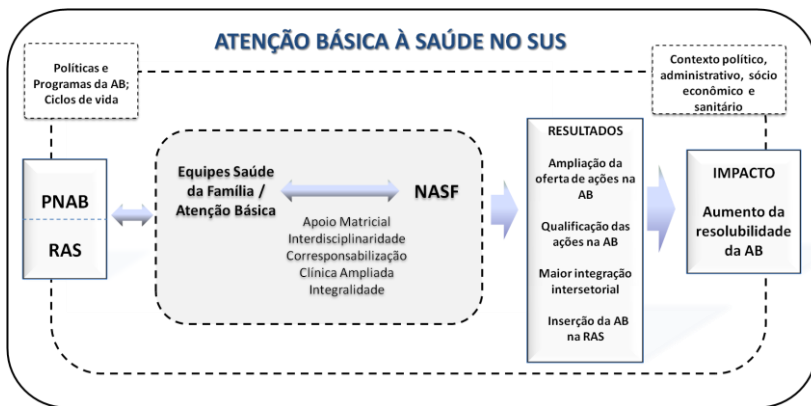 ATENÇÃO BÁSICA À SAÚDE NO SUS
Políticas e
Programas da AB;
Ciclos de vida
Contexto político,
administrativo, sócio
econômico e
sanitário
PNAB
RAS
Equipes Saúde
da Família /
Atenção Básica
NASF
Apoio Matricial
Interdisciplinaridade
Corresponsabilização
Clínica Ampliada
Integralidade
RESULTADOS
Ampliação da
oferta de ações na
AB
Qualificação das
ações na AB
Maior integração
intersetorial
Inserção da AB
na RAS
IMPACTO
Aumento da
resolubilidade
da AB